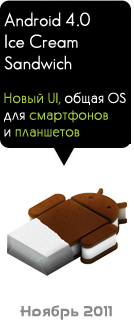 Android 4.0
Ice Cream
Sandwich
Новый UI, общая OS
для смартфонов
и планшетов
Ноябрь 2011